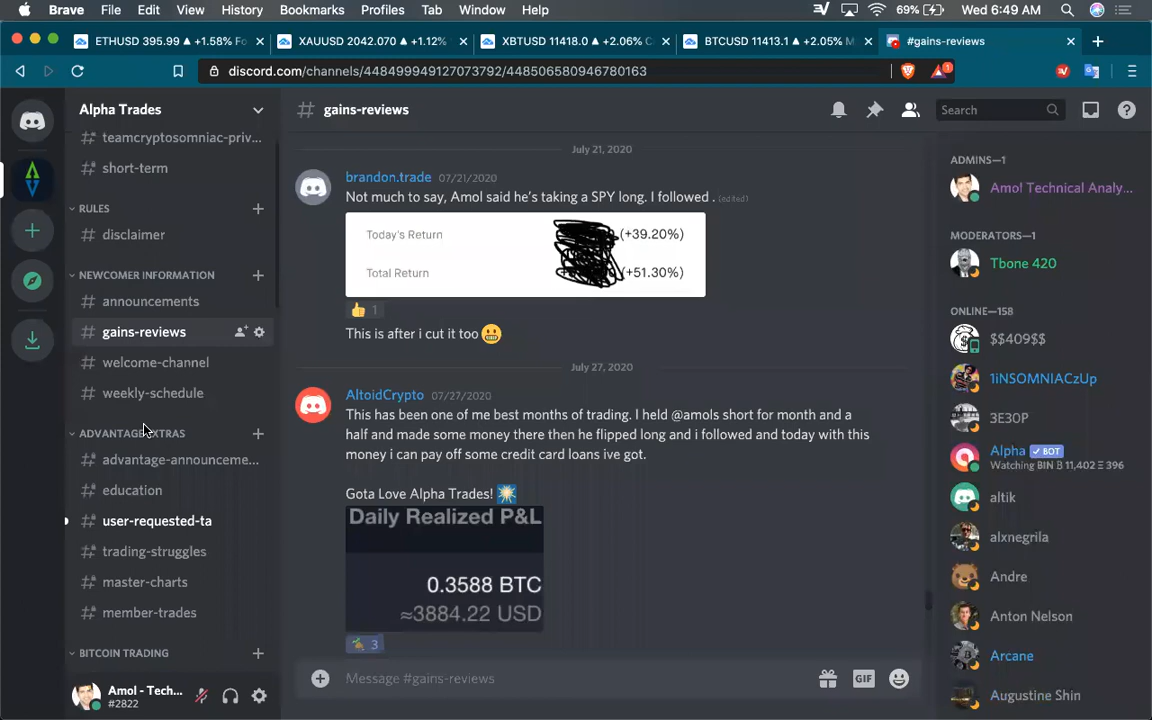 Brave File Edit View History Bookmarks Profiles Tab Window Help 69% Wed 6:49 AM
ETHUSD 395.99 ▲ +1.58% Fo × XAUUSD 2042.070 ▲ +1.12% × XBTUSD 11418.0 ▲ +2.06% C × BTCUSD 11413.1 ▲ +2.05% M × #gains-reviews ×
discord.com/channels/448499949127073792/448506580946780163 1
Alpha Trades
teamcryptosomniac-priv...
short-term
RULES
disclaimer
NEWCOMER INFORMATION
announcements
gains-reviews
welcome-channel
weekly-schedule
ADVANTAGE EXTRAS
advantage-announceme...
education
user-requested-ta
trading-struggles
master-charts
member-trades
BITCOIN TRADING
Amol - Tech...
#2822
# gains-reviews
Search
July 21, 2020
brandon.trade 07/21/2020
Not much to say, Amol said he's taking a SPY long. I followed . (edited)
Today's Return (+39.20%)
Total Return (+51.30%)
1
This is after i cut it too 😬
July 27, 2020
AltoidCrypto 07/27/2020
This has been one of me best months of trading. I held @amols short for month and a
half and made some money there then he flipped long and i followed and today with this
money i can pay off some credit card loans ive got.
Gota Love Alpha Trades!
Daily Realized P&L
0.3588 BTC
≈3884.22 USD
3
Message #gains-reviews
GIF
ADMINS—1
Amol Technical Analy...
MODERATORS—1
Tbone 420
ONLINE—158
$$409$$
1iNSOMNIACzUp
3E3OP
Alpha ✓ BOT
Watching BIN ₿ 11,402 Ξ 396
altik
alxnegrila
Andre
Anton Nelson
Arcane
Augustine Shin